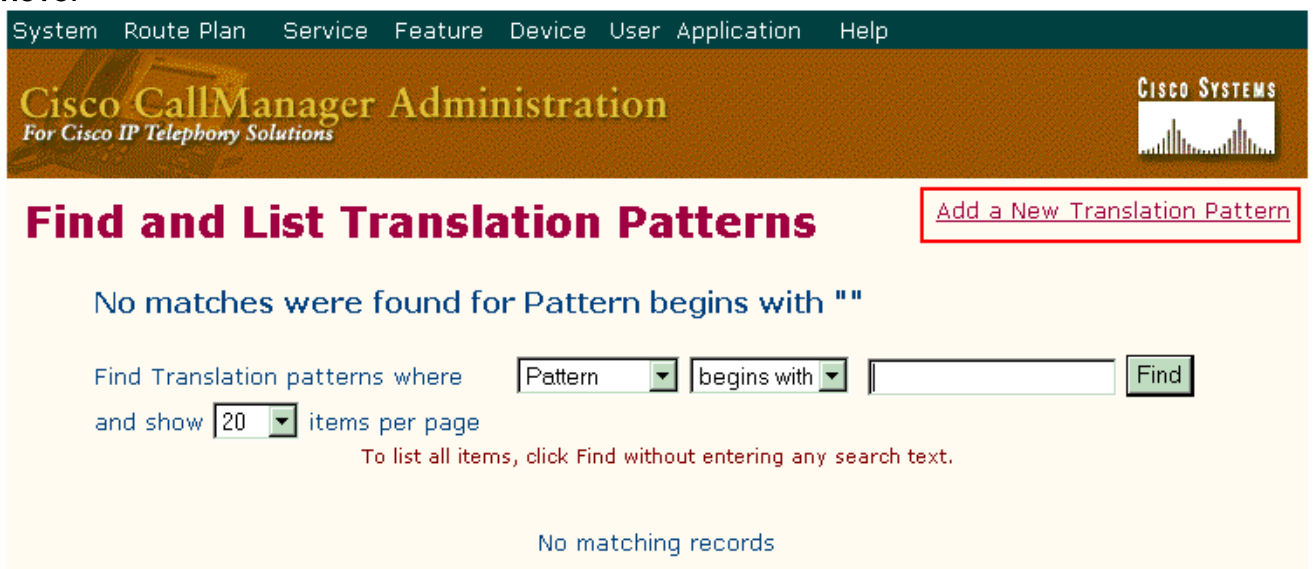 System Route Plan Service Feature Device User Application Help
Cisco CallManager Administration
For Cisco IP Telephony Solutions
CISCO SYSTEMS
Find and List Translation Patterns
Add a New Translation Pattern
No matches were found for Pattern begins with ""
Find Translation patterns where Pattern begins with Find
and show 20 items per page
To list all items, click Find without entering any search text.
No matching records